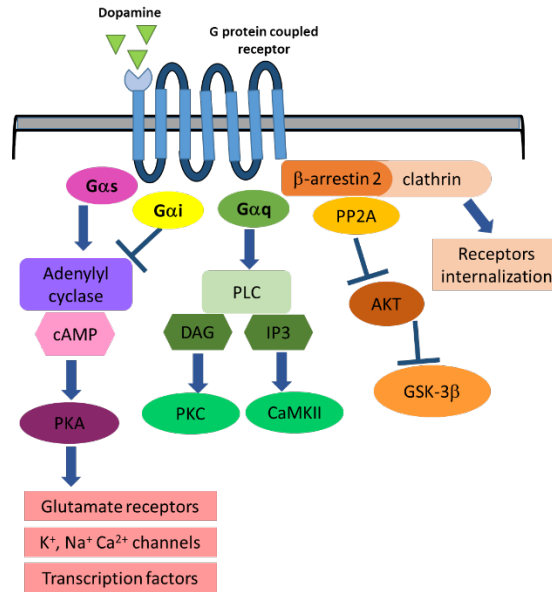 Dopamine
G protein coupled
receptor
β-arrestin 2
clathrin
Gαs
Gαi
Gαq
PP2A
Receptors
internalization
Adenylyl
cyclase
PLC
AKT
cAMP
DAG
IP3
GSK-3β
PKA
PKC
CaMKII
Glutamate receptors
K⁺, Na⁺ Ca²⁺ channels
Transcription factors